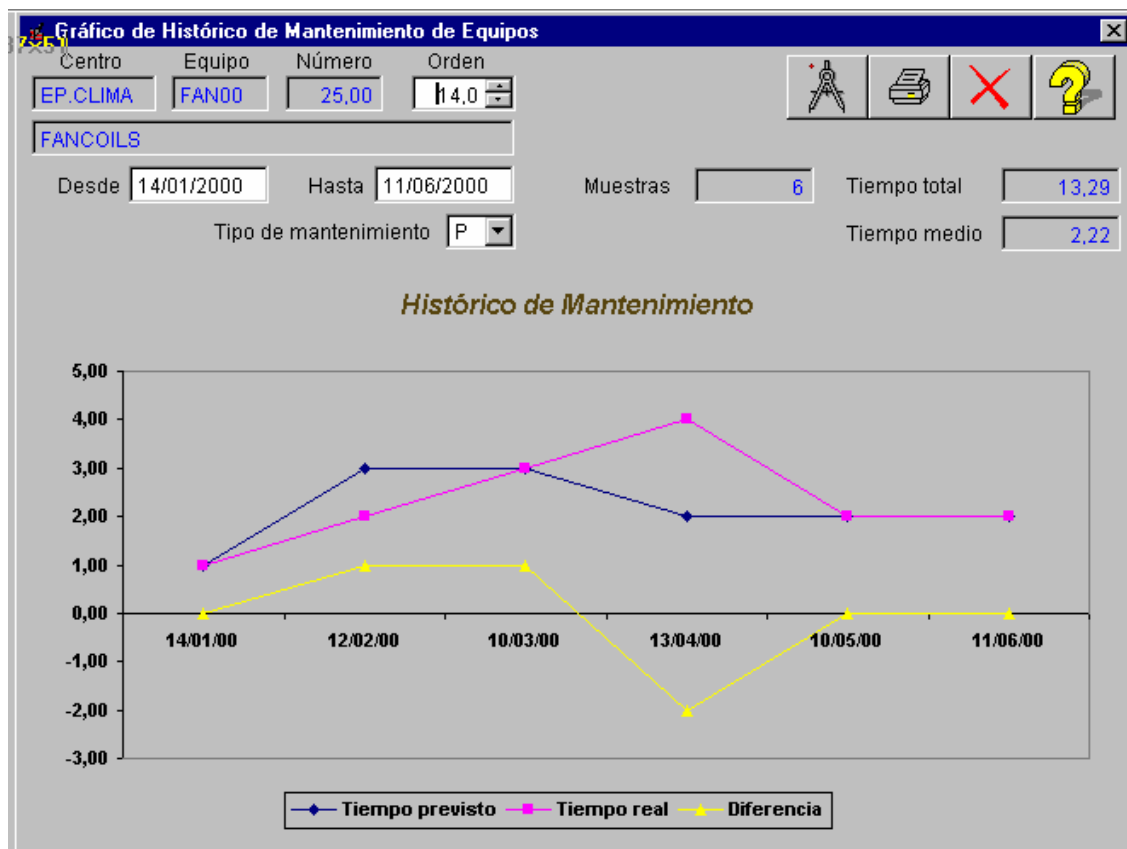 Gráfico de Histórico de Mantenimiento de Equipos
Centro Equipo Número Orden
EP.CLIMA FAN00 25,00 14,0
FANCOILS
Desde 14/01/2000 Hasta 11/06/2000 Muestras 6 Tiempo total 13,29
Tipo de mantenimiento P Tiempo medio 2,22
Histórico de Mantenimiento
5,00
4,00
3,00
2,00
1,00
0,00
14/01/00 12/02/00 10/03/00 13/04/00 10/05/00 11/06/00
-1,00
-2,00
-3,00
Tiempo previsto Tiempo real Diferencia